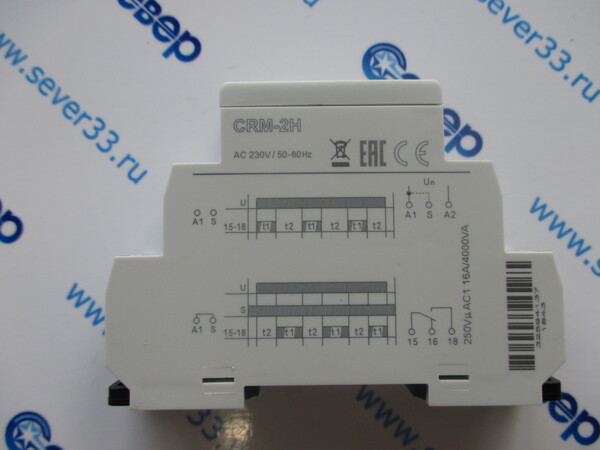 СЕВЕР
www.sever33.ru
CRM-2H
AC 230V / 50-60Hz
EAC CE
Un
A1 S A2
U
A1 S
15-18 t1 t2 t1 t2 t1 t2
U
S
A1 S
15-18 t2 t1 t2 t1 t2 t1
15 16 18
250V µ AC1 16A/4000VA
www.sever33.ru
www.sever33.ru